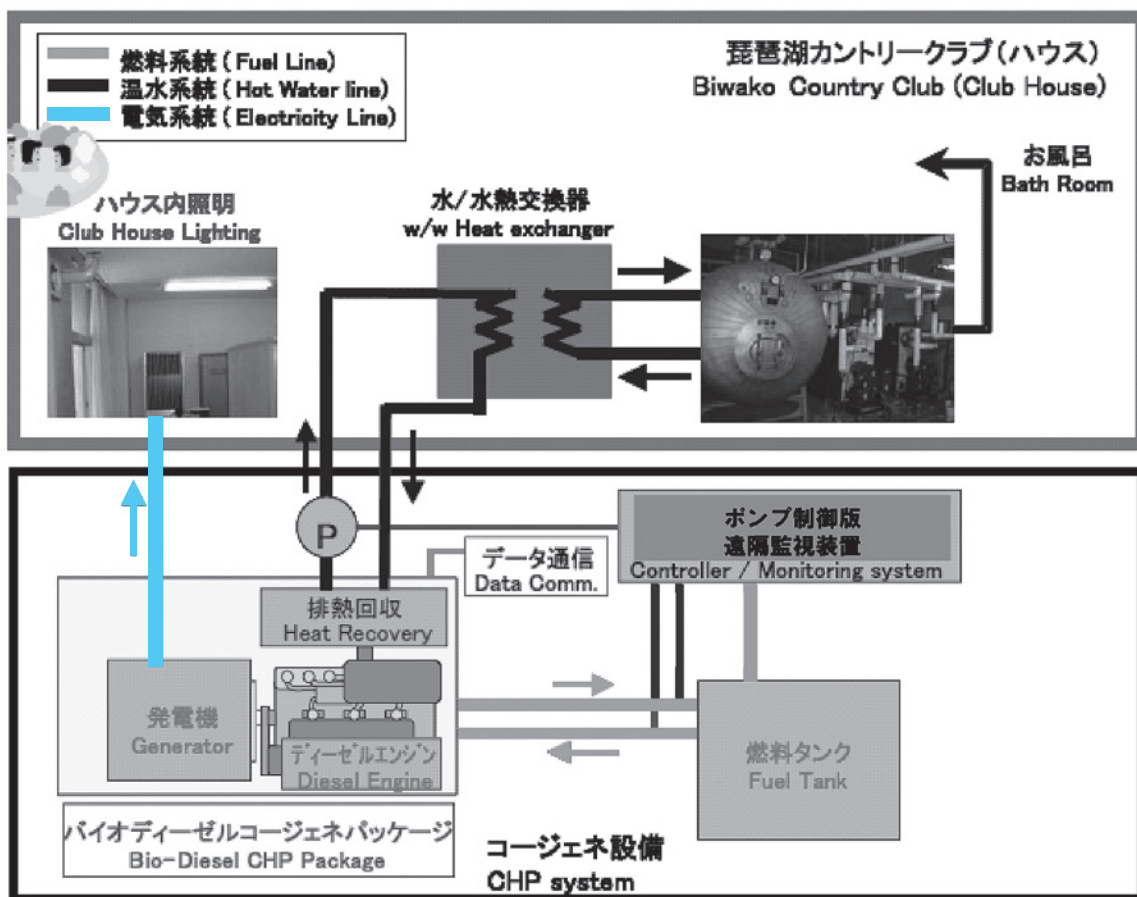 燃料系統 ( Fuel Line)
温水系統 ( Hot Water line)
電気系統 ( Electricity Line)
琵琶湖カントリークラブ(ハウス)
Biwako Country Club (Club House)
お風呂
Bath Room
ハウス内照明
Club House Lighting
水/水熱交換器
w/w Heat exchanger
P
ポンプ制御版
遠隔監視装置
Controller / Monitoring system
データ通信
Data Comm.
排熱回収
Heat Recovery
発電機
Generator
ディーゼルエンジン
Diesel Engine
燃料タンク
Fuel Tank
バイオディーゼルコージェネパッケージ
Bio-Diesel CHP Package
コージェネ設備
CHP system